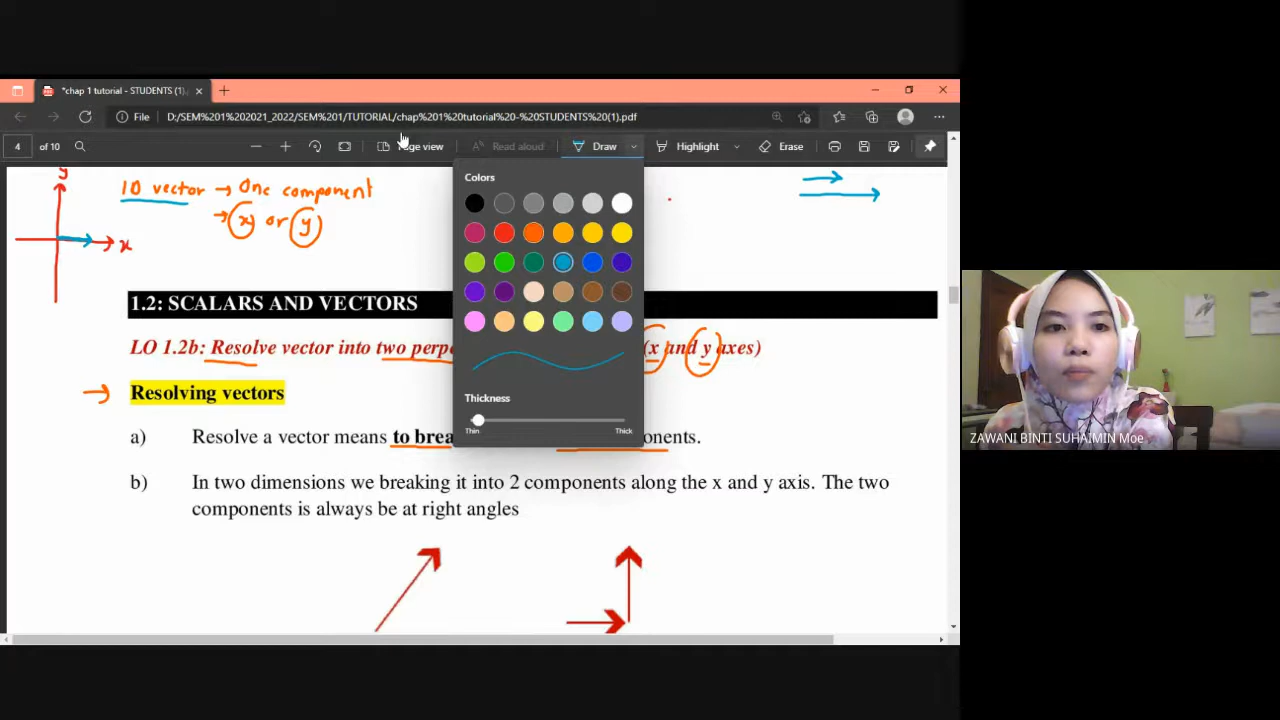 *chap 1 tutorial - STUDENTS (1).
File D:/SEM%201%202021_2022/SEM%201/TUTORIAL/chap%201%20tutorial%20-%20STUDENTS%20(1).pdf
4 of 10 Page view Read aloud Draw Highlight Erase
y
10 vector → One component
→ x or y
x
Colors
1.2: SCALARS AND VECTORS
LO 1.2b: Resolve vector into two perpe (x and y axes)
Resolving vectors
Thickness
Thin Thick
a) Resolve a vector means to brea onents.
b) In two dimensions we breaking it into 2 components along the x and y axis. The two
components is always be at right angles
ZAWANI BINTI SUHAIMIN Moe